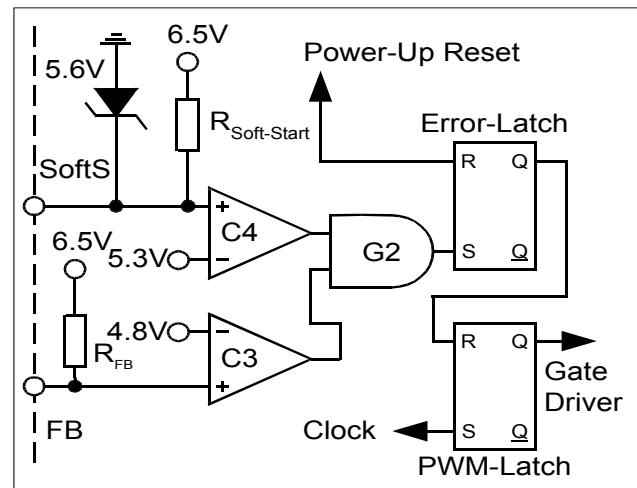 6.5V
5.6V
Power-Up Reset
R Soft-Start
Error-Latch
SoftS
R
Q
+
C4
6.5V
5.3V
-
G2
S
Q
4.8V
-
R FB
C3
+
R
Q
Gate
Driver
FB
Clock
S
Q
PWM-Latch